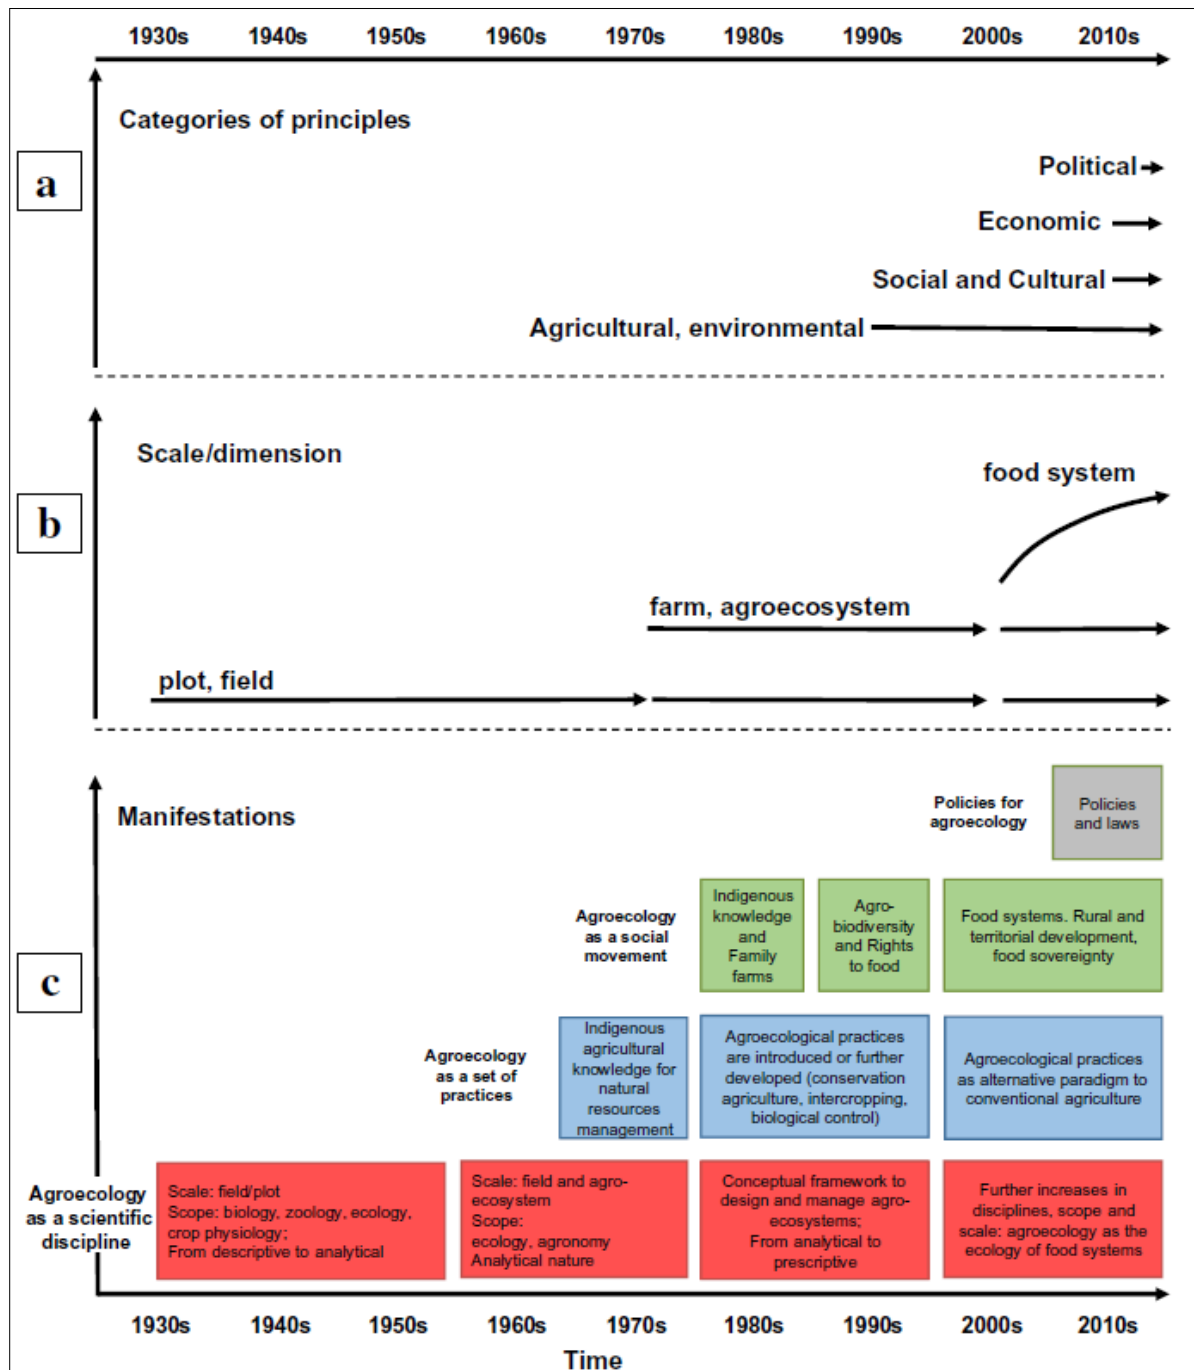 1930s 1940s 1950s 1960s 1970s 1980s 1990s 2000s 2010s
Categories of principles
a
Political
Economic
Social and Cultural
Agricultural, environmental
Scale/dimension
b
food system
farm, agroecosystem
plot, field
Manifestations
c
Policies for
agroecology
Policies
and laws
Agroecology
as a social
movement
Indigenous
knowledge
and
Family
farms
Agro-
biodiversity
and Rights
to food
Food systems. Rural and
territorial development,
food sovereignty
Agroecology
as a set of
practices
Indigenous
agricultural
knowledge for
natural
resources
management
Agroecological practices
are introduced or further
developed (conservation
agriculture, intercropping,
biological control)
Agroecological practices
as alternative paradigm to
conventional agriculture
Agroecology
as a scientific
discipline
Scale: field/plot
Scope: biology, zoology, ecology,
crop physiology;
From descriptive to analytical
Scale: field and agro-
ecosystem
Scope:
ecology, agronomy
Analytical nature
Conceptual framework to
design and manage agro-
ecosystems;
From analytical to
prescriptive
Further increases in
disciplines, scope and
scale: agroecology as the
ecology of food systems
1930s 1940s 1950s 1960s 1970s 1980s 1990s 2000s 2010s
Time